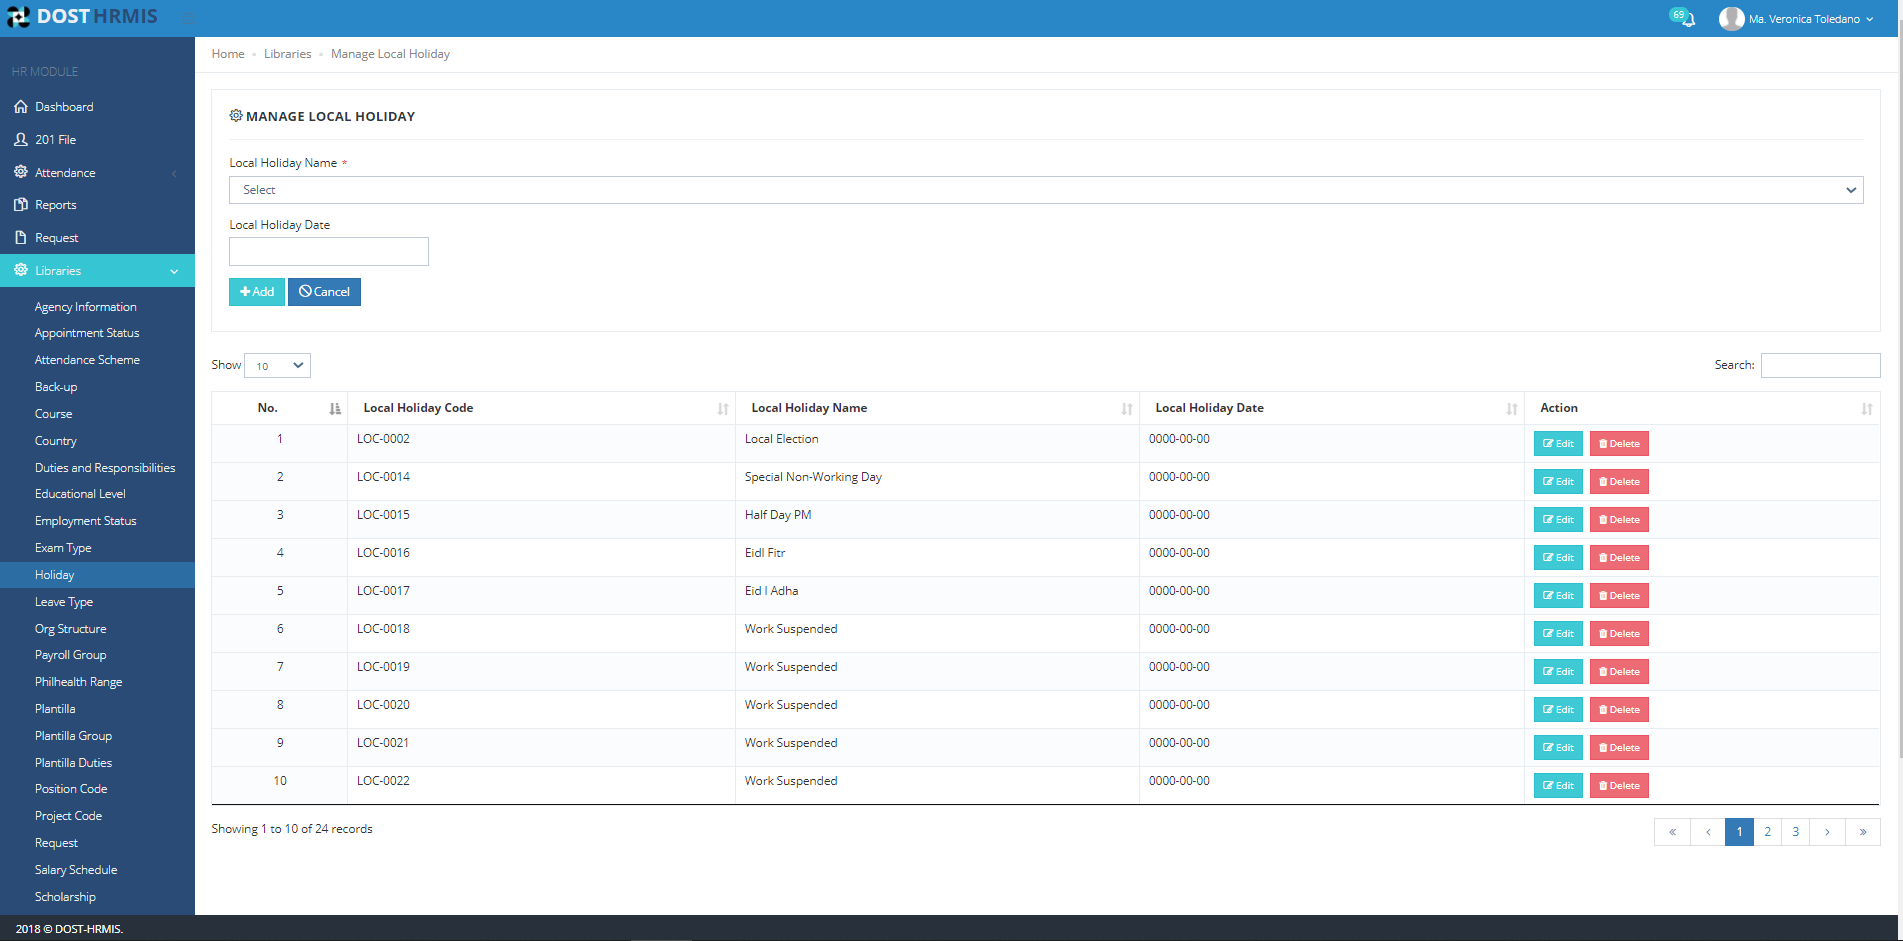 DOST HRMIS
69
Ma. Veronica Toledano
HR MODULE
Dashboard
201 File
Attendance
Reports
Request
Libraries
Agency Information
Appointment Status
Attendance Scheme
Back-up
Course
Country
Duties and Responsibilities
Educational Level
Employment Status
Exam Type
Holiday
Leave Type
Org Structure
Payroll Group
Philhealth Range
Plantilla
Plantilla Group
Plantilla Duties
Position Code
Project Code
Request
Salary Schedule
Scholarship
Home Libraries Manage Local Holiday
MANAGE LOCAL HOLIDAY
Local Holiday Name *
Select
Local Holiday Date
Add Cancel
Show 10 Search:
No. Local Holiday Code Local Holiday Name Local Holiday Date Action
1 LOC-0002 Local Election 0000-00-00 Edit Delete
2 LOC-0014 Special Non-Working Day 0000-00-00 Edit Delete
3 LOC-0015 Half Day PM 0000-00-00 Edit Delete
4 LOC-0016 Eidl Fitr 0000-00-00 Edit Delete
5 LOC-0017 Eid l Adha 0000-00-00 Edit Delete
6 LOC-0018 Work Suspended 0000-00-00 Edit Delete
7 LOC-0019 Work Suspended 0000-00-00 Edit Delete
8 LOC-0020 Work Suspended 0000-00-00 Edit Delete
9 LOC-0021 Work Suspended 0000-00-00 Edit Delete
10 LOC-0022 Work Suspended 0000-00-00 Edit Delete
Showing 1 to 10 of 24 records
« ‹ 1 2 3 › »
2018 © DOST-HRMIS.